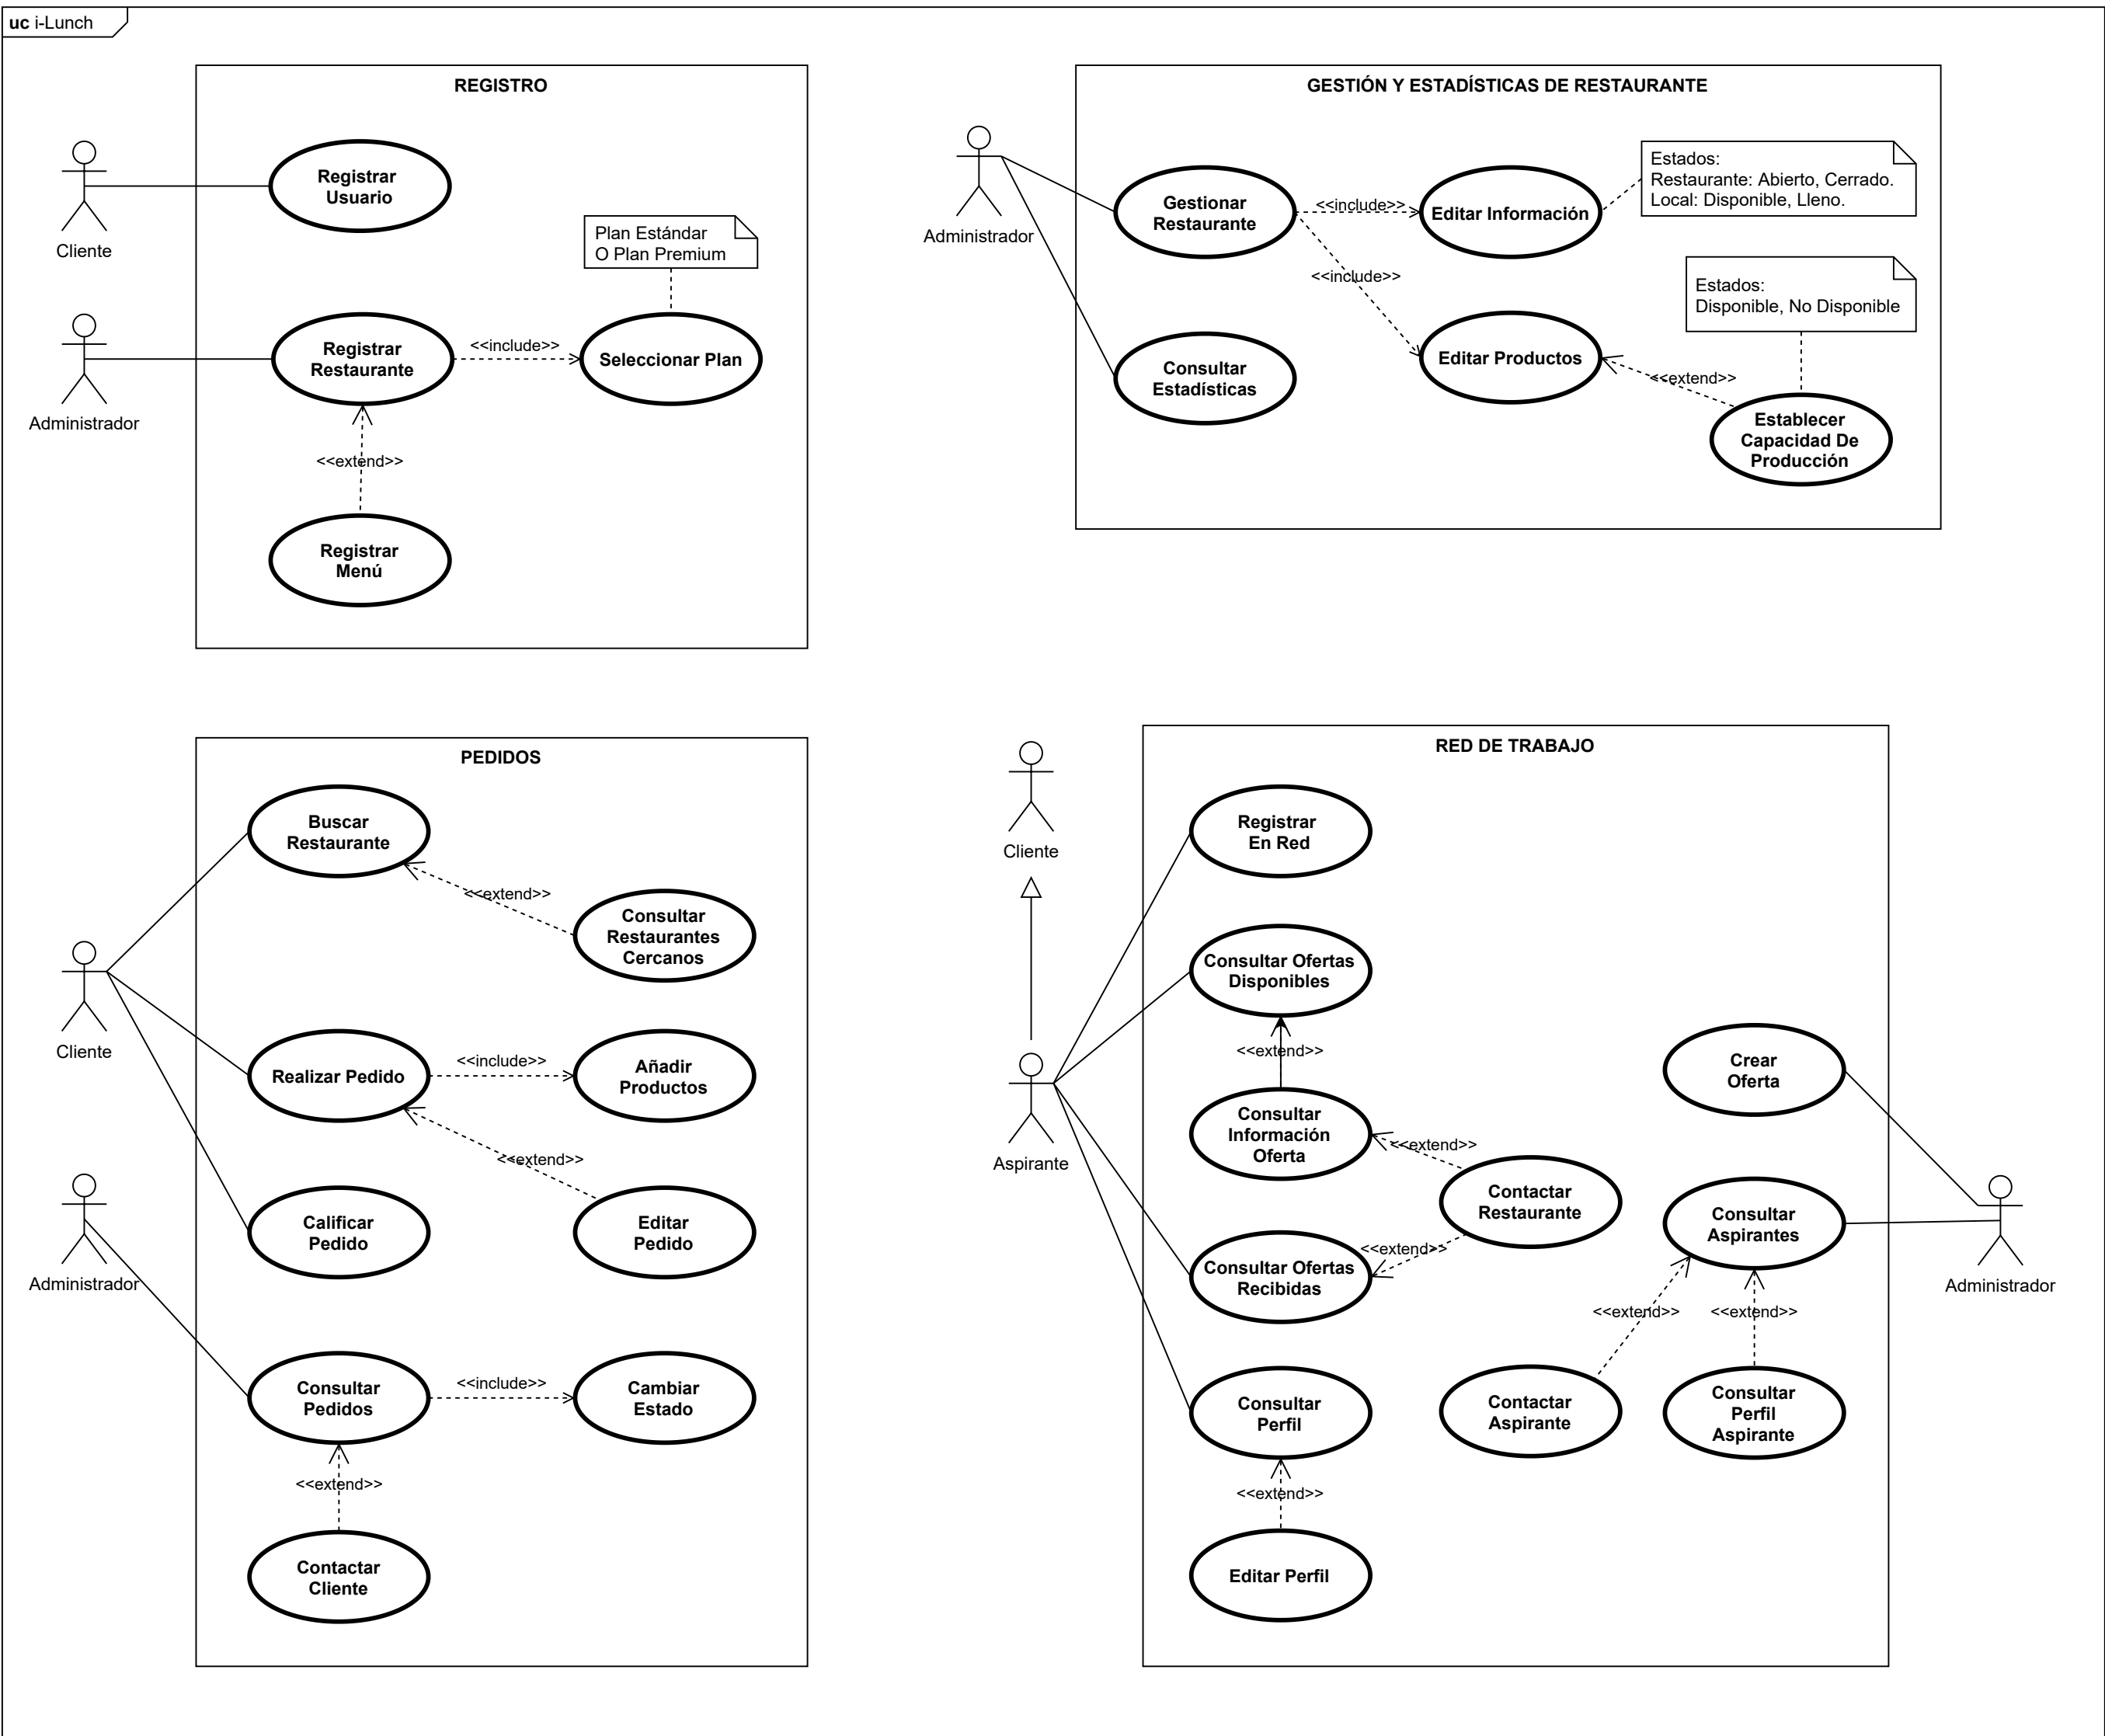 uc i-Lunch
REGISTRO
Registrar
Usuario
Cliente
Plan Estándar
O Plan Premium
Registrar
Restaurante
<<include>>
Seleccionar Plan
Administrador
<<extend>>
Registrar
Menú
GESTIÓN Y ESTADÍSTICAS DE RESTAURANTE
Administrador
Gestionar
Restaurante
<<include>>
Editar Información
Estados:
Restaurante: Abierto, Cerrado.
Local: Disponible, Lleno.
<<include>>
Estados:
Disponible, No Disponible
Consultar
Estadísticas
Editar Productos
<<extend>>
Establecer
Capacidad De
Producción
PEDIDOS
Buscar
Restaurante
<<extend>>
Consultar
Restaurantes
Cercanos
Cliente
Realizar Pedido
<<include>>
Añadir
Productos
<<extend>>
Calificar
Pedido
Editar
Pedido
Administrador
Consultar
Pedidos
<<include>>
Cambiar
Estado
<<extend>>
Contactar
Cliente
RED DE TRABAJO
Cliente
Registrar
En Red
Consultar Ofertas
Disponibles
<<extend>>
Crear
Oferta
Aspirante
Consultar
Información
Oferta
<<extend>>
Contactar
Restaurante
Consultar
Aspirantes
<<extend>>
Consultar Ofertas
Recibidas
Administrador
<<extend>>
<<extend>>
Consultar
Perfil
Contactar
Aspirante
Consultar
Perfil
Aspirante
<<extend>>
Editar Perfil